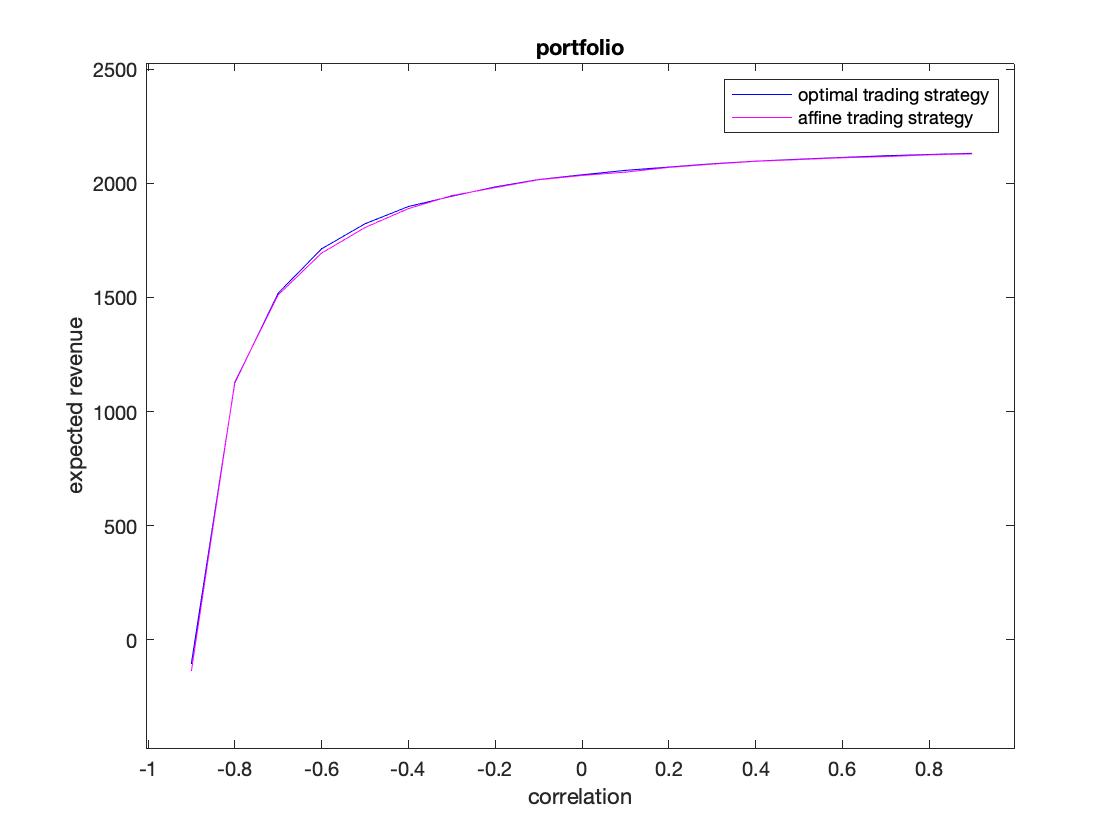 portfolio
optimal trading strategy
affine trading strategy
2500
2000
1500
1000
500
0
expected revenue
-1 -0.8 -0.6 -0.4 -0.2 0 0.2 0.4 0.6 0.8
correlation